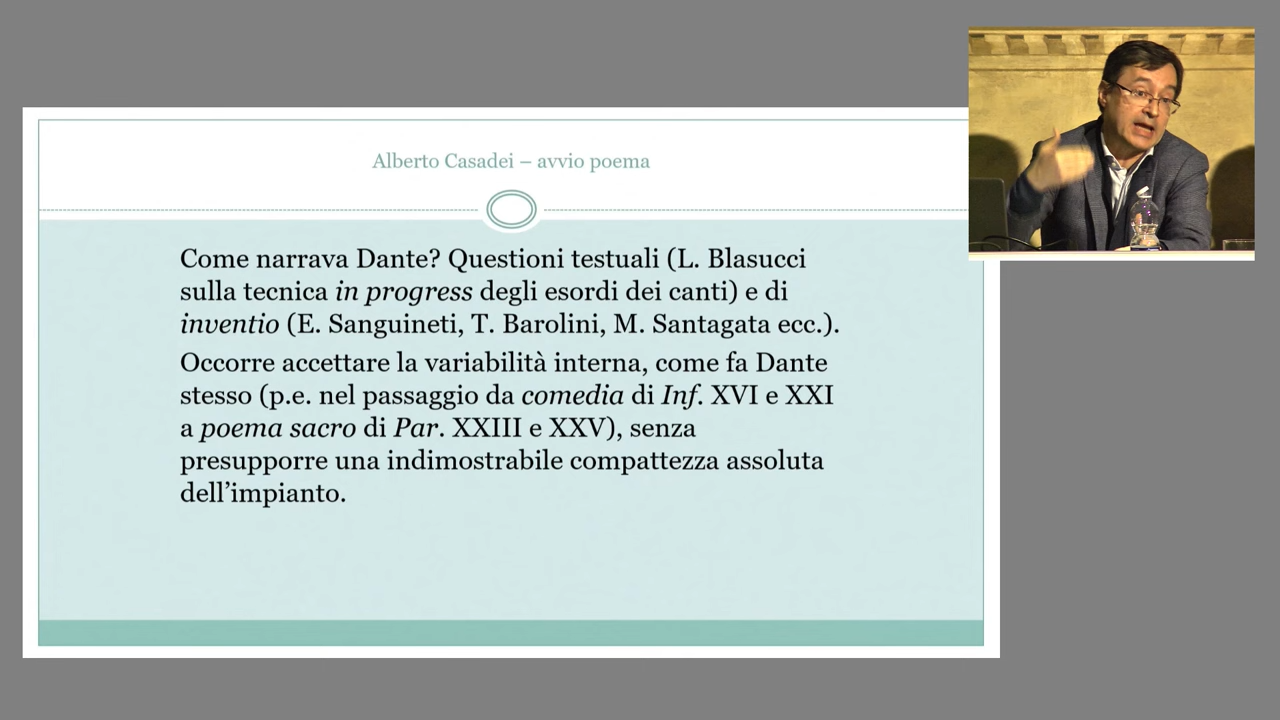 Alberto Casadei – avvio poema
Come narrava Dante? Questioni testuali (L. Blasucci
sulla tecnica in progress degli esordi dei canti) e di
inventio (E. Sanguineti, T. Barolini, M. Santagata ecc.).
Occorre accettare la variabilità interna, come fa Dante
stesso (p.e. nel passaggio da comedia di Inf. XVI e XXI
a poema sacro di Par. XXIII e XXV), senza
presupporre una indimostrabile compattezza assoluta
dell’impianto.